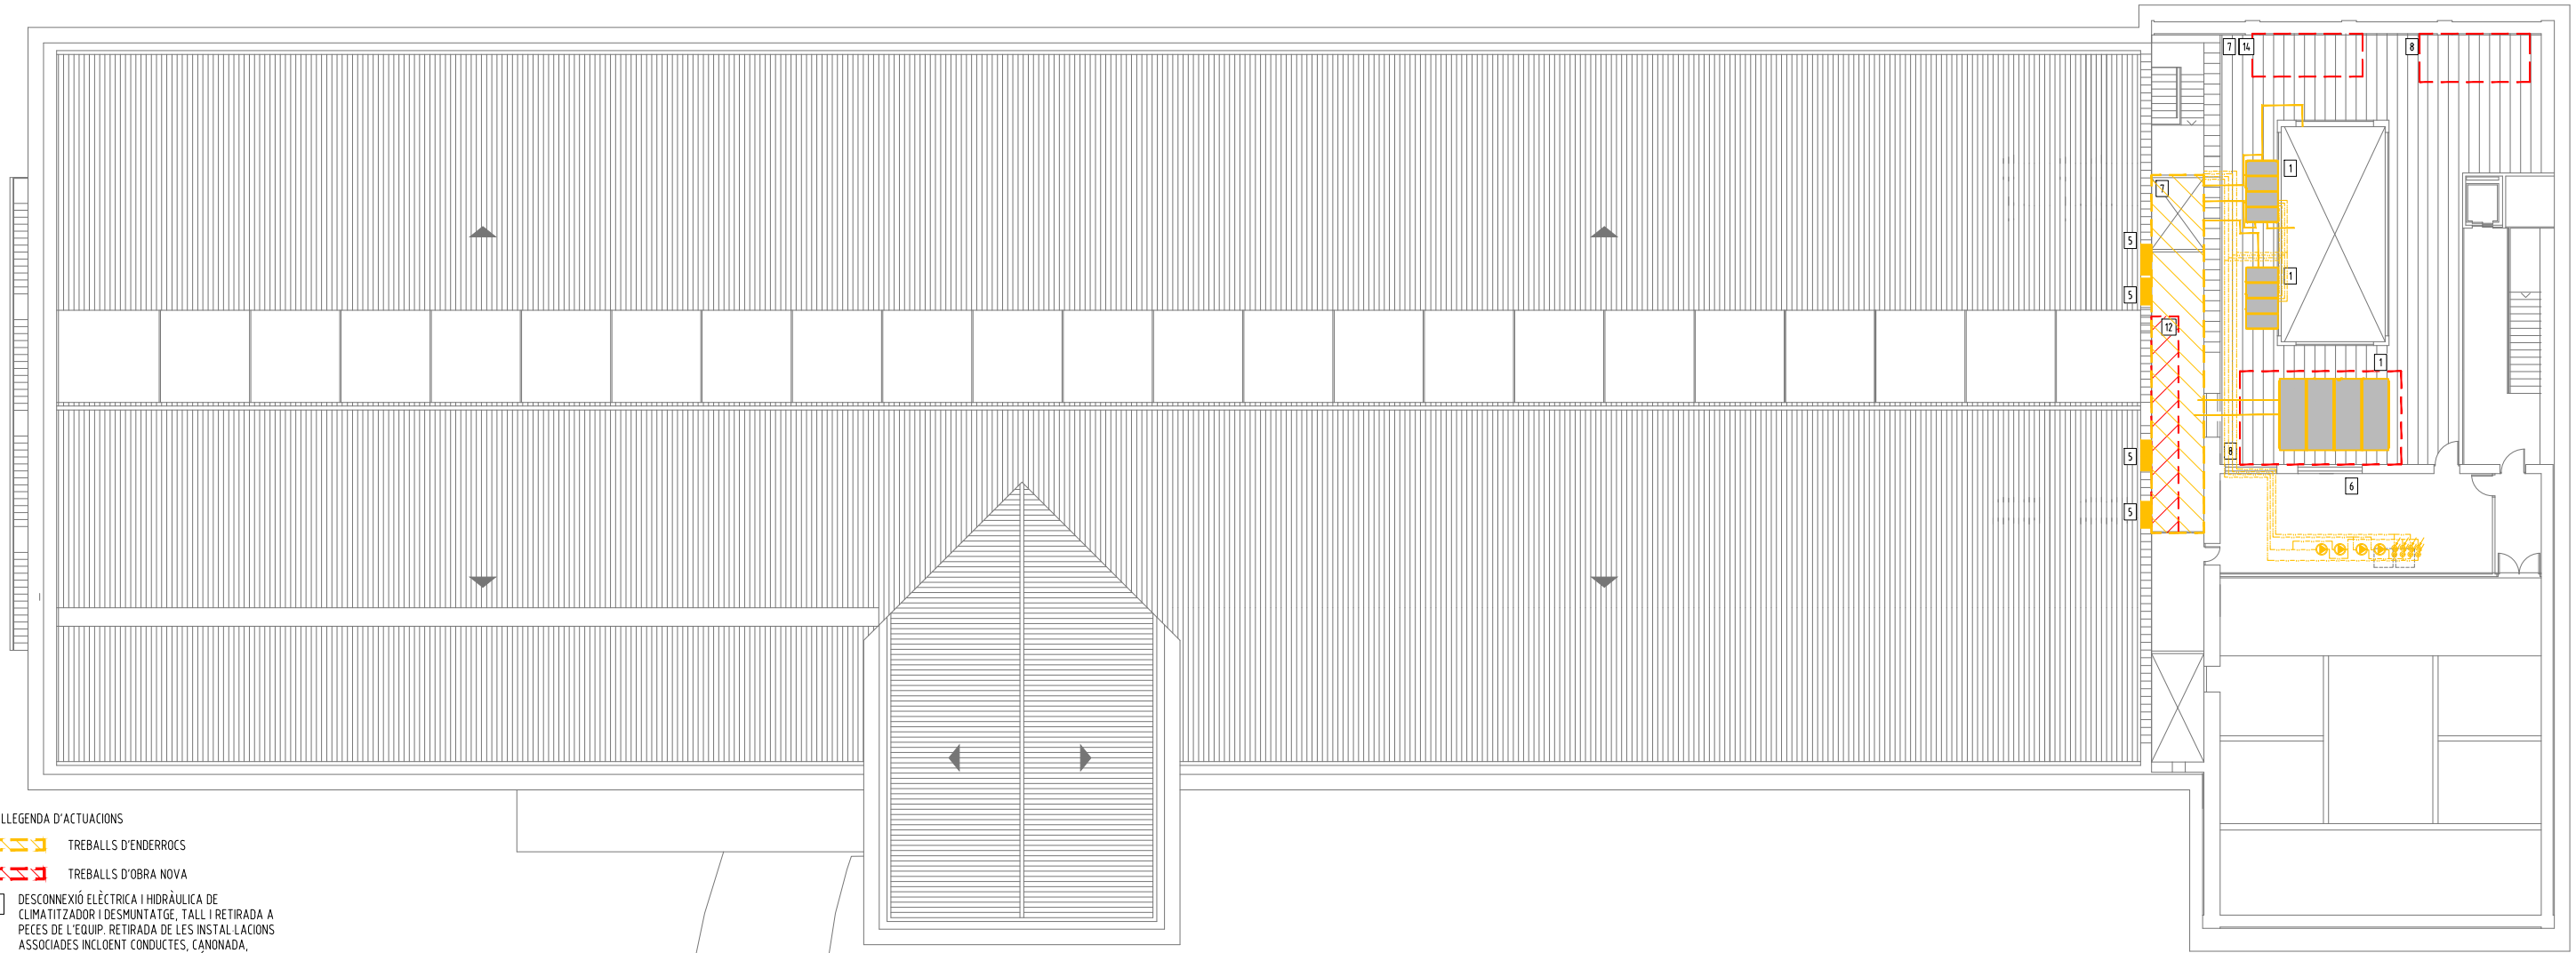 7 14 8
1
7
5
1
5
12
1
8
5
6
5
LLEGENDA D'ACTUACIONS
TREBALLS D'ENDERROCS
TREBALLS D'OBRA NOVA
DESCONNEXIÓ ELÈCTRICA I HIDRÀULICA DE
CLIMATITZADOR I DESMUNTATGE, TALL I RETIRADA A
PECES DE L'EQUIP. RETIRADA DE LES INSTAL·LACIONS
ASSOCIADES INCLOENT CONDUCTES, CANONADA,